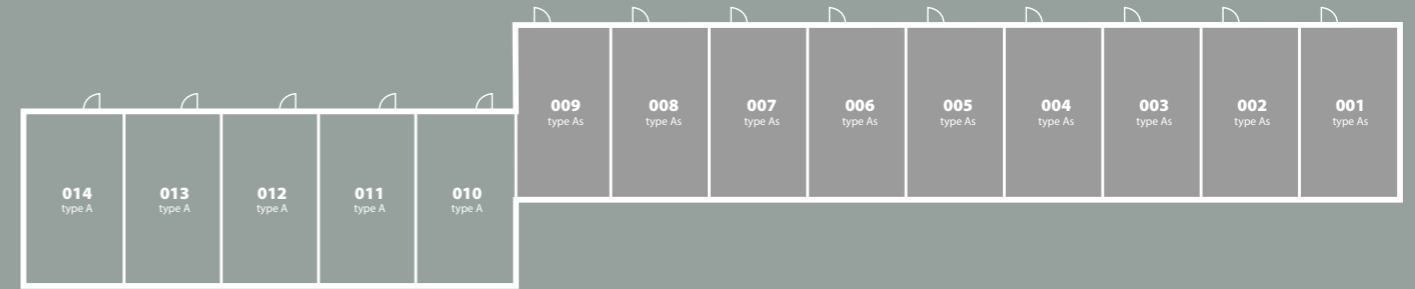 009
type As
008
type As
007
type As
006
type As
005
type As
004
type As
003
type As
002
type As
001
type As
014
type A
013
type A
012
type A
011
type A
010
type A